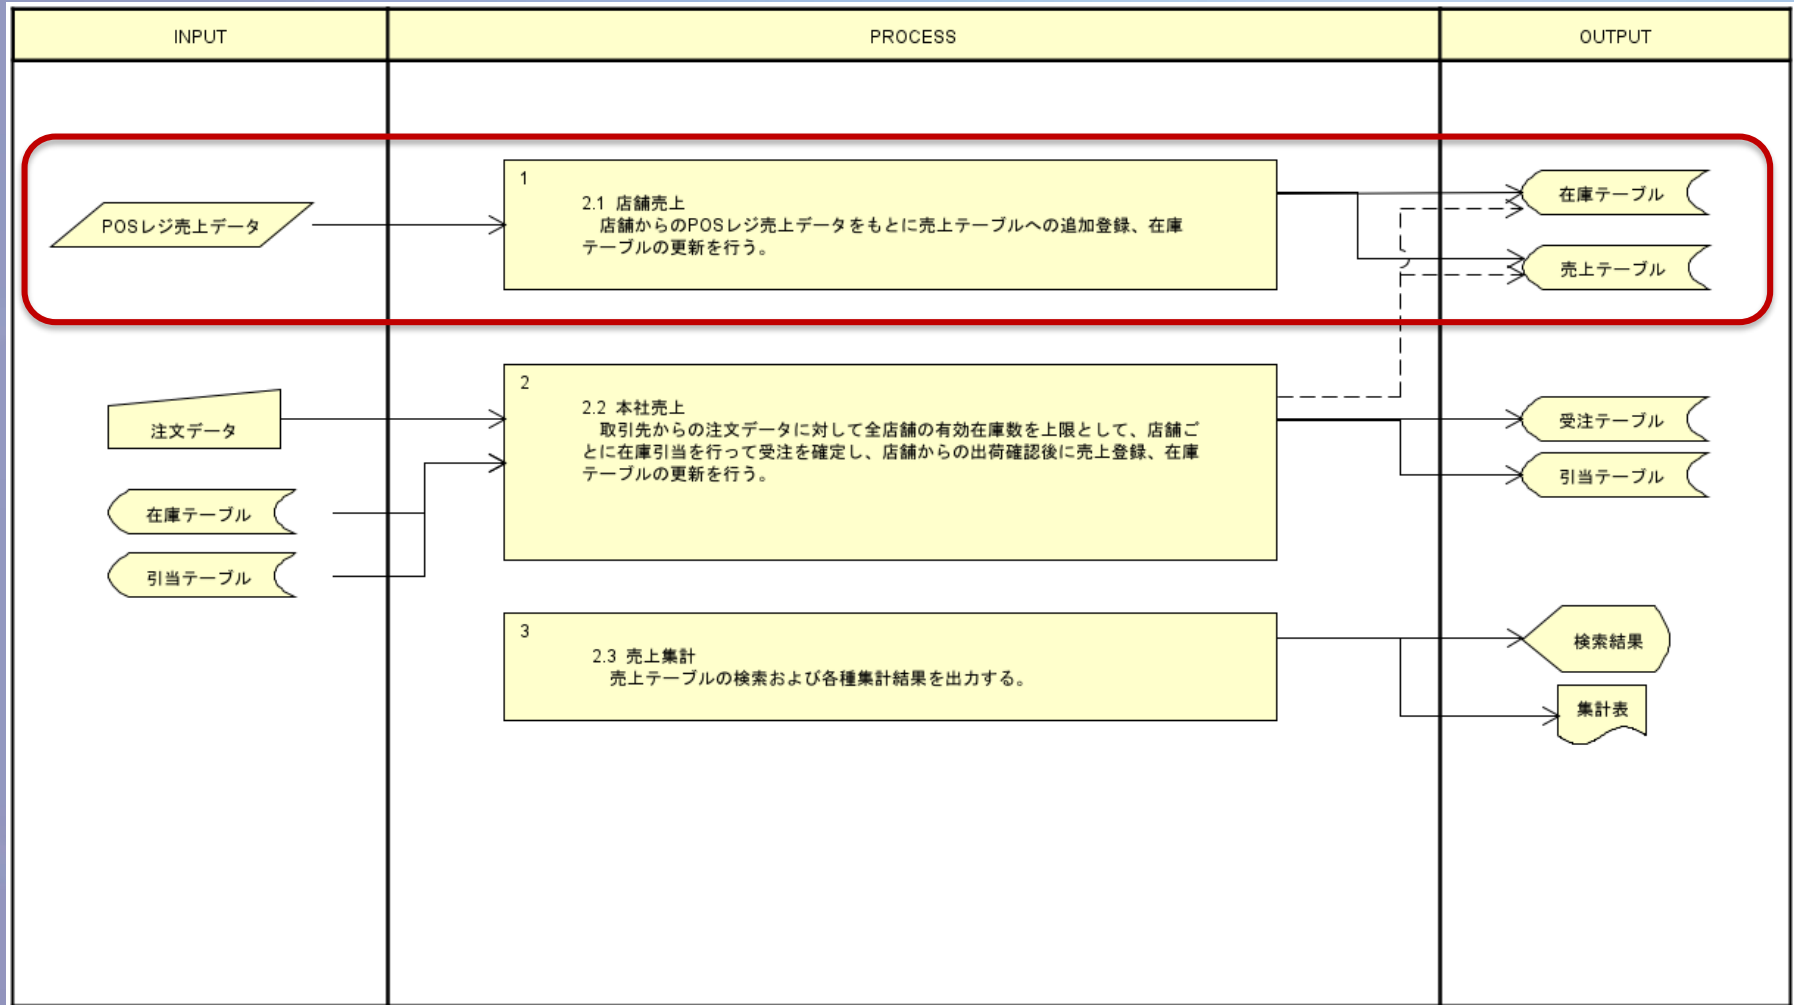 INPUT
PROCESS
OUTPUT
POSレジ売上データ
1
2.1 店舗売上
店舗からのPOSレジ売上データをもとに売上テーブルへの追加登録、在庫
テーブルの更新を行う。
在庫テーブル
売上テーブル
注文データ
在庫テーブル
引当テーブル
2
2.2 本社売上
取引先からの注文データに対して全店舗の有効在庫数を上限として、店舗ご
とに在庫引当を行って受注を確定し、店舗からの出荷確認後に売上登録、在庫
テーブルの更新を行う。
受注テーブル
引当テーブル
3
2.3 売上集計
売上テーブルの検索および各種集計結果を出力する。
検索結果
集計表